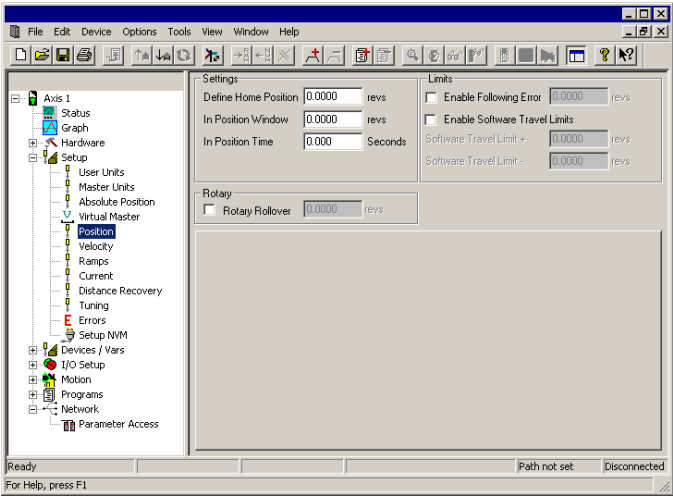 File Edit Device Options Tools View Window Help
Axis 1
Status
Graph
Hardware
Setup
User Units
Master Units
Absolute Position
Virtual Master
Position
Velocity
Ramps
Current
Distance Recovery
Tuning
E Errors
Setup NVM
Devices / Vars
I/O Setup
Motion
Programs
Network
Parameter Access
Settings
Define Home Position 0.0000 revs
In Position Window 0.0000 revs
In Position Time 0.000 Seconds
Limits
Enable Following Error 0.0000 revs
Enable Software Travel Limits
Software Travel Limit + 0.0000 revs
Software Travel Limit - 0.0000 revs
Rotary
Rotary Rollover 0.0000 revs
Ready Path not set Disconnected
For Help, press F1